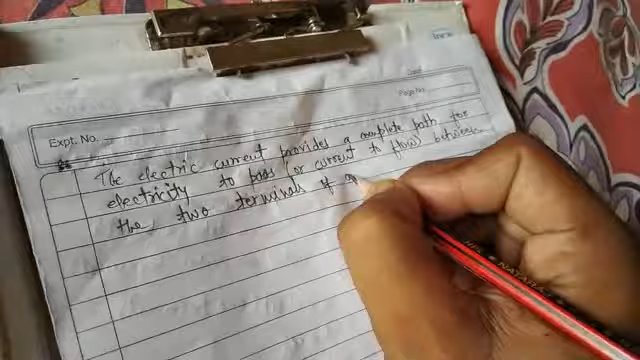 Date
Page No.
Expt. No.
The electric current provides a complete path for
electricity to pass (or current to flow) between
the two terminals of
NATARAJ